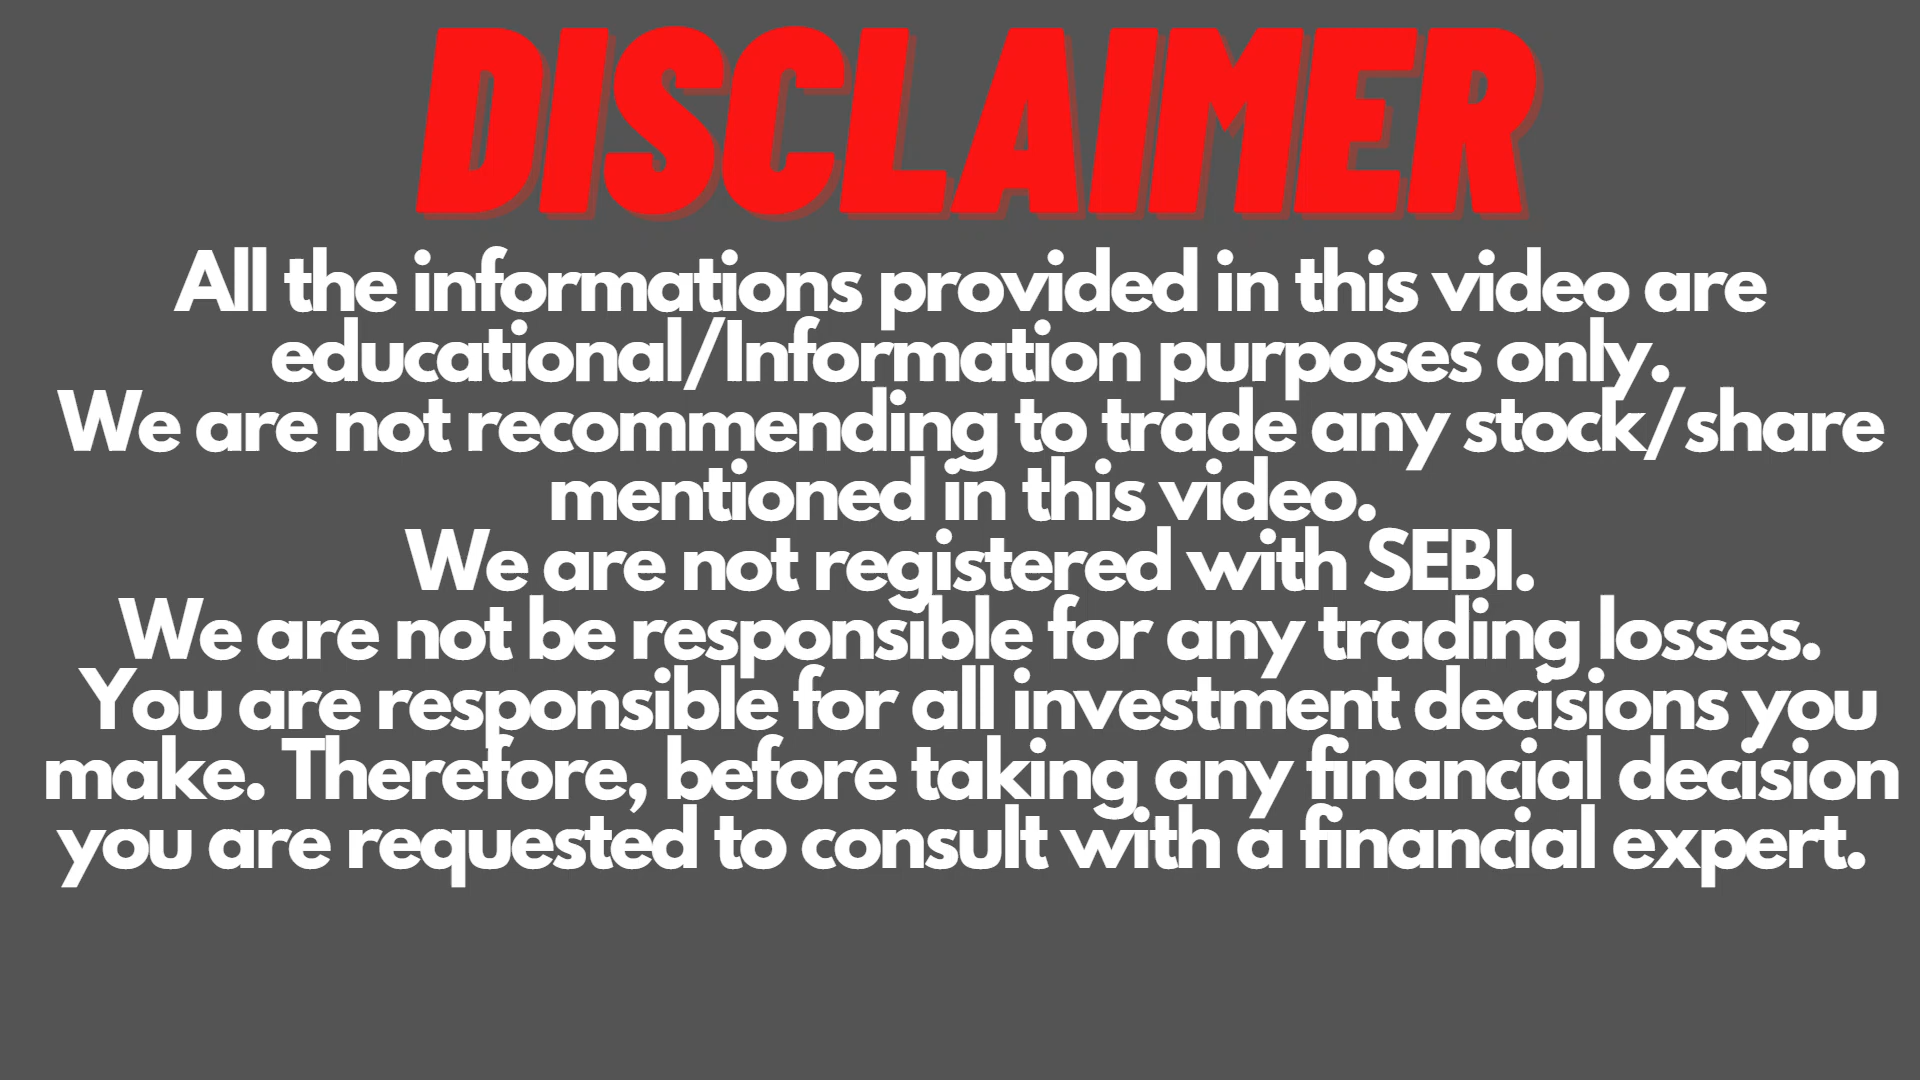 DISCLAIMER
All the informations provided in this video are
educational/Information purposes only.
We are not recommending to trade any stock/share
mentioned in this video.
We are not registered with SEBI.
We are not be responsible for any trading losses.
You are responsible for all investment decisions you
make. Therefore, before taking any financial decision
you are requested to consult with a financial expert.